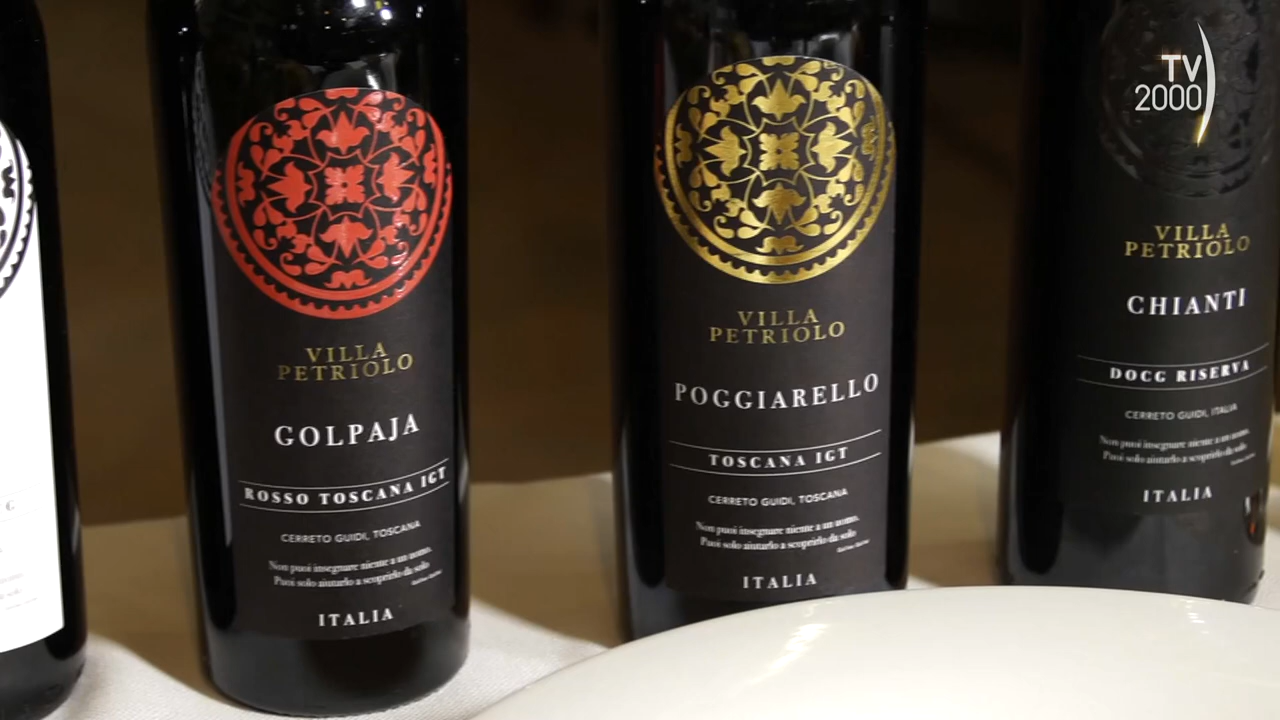 TV
2000
VILLA
PETRIOLO
GOLPAJA
ROSSO TOSCANA IGT
CERRETO GUIDI, TOSCANA
Non puoi insegnare niente a un uomo.
Puoi solo aiutarlo a scoprirlo da solo
ITALIA
VILLA
PETRIOLO
POGGIARELLO
TOSCANA IGT
CERRETO GUIDI, TOSCANA
Non puoi insegnare niente a un uomo.
Puoi solo aiutarlo a scoprirlo da solo
ITALIA
VILLA
PETRIOLO
CHIANTI
DOCG RISERVA
CERRETO GUIDI, ITALIA
Non puoi insegnare niente a un uomo.
Puoi solo aiutarlo a scoprirlo da solo
ITALIA